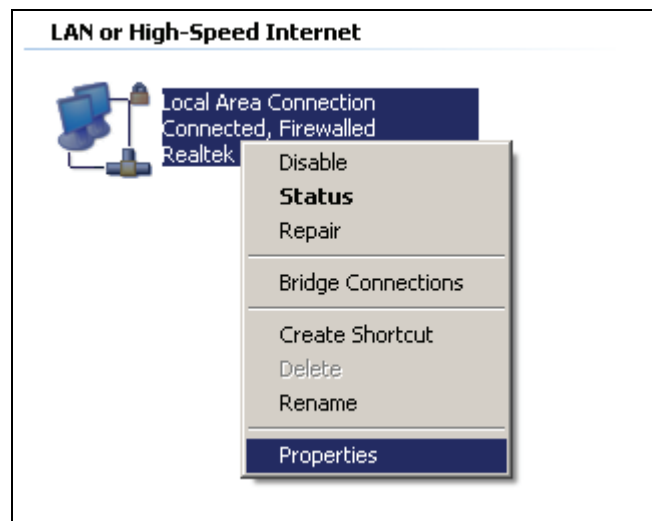 LAN or High-Speed Internet
Local Area Connection
Connected, Firewalled
Realtek
Disable
Status
Repair
Bridge Connections
Create Shortcut
Delete
Rename
Properties